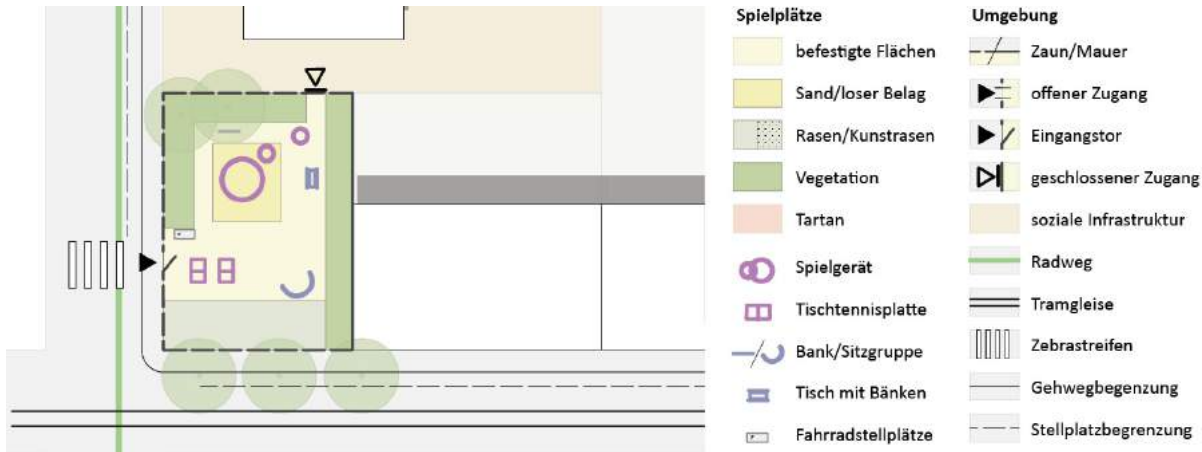 Spielplätze
befestigte Flächen
Sand/loser Belag
Rasen/Kunstrasen
Vegetation
Tartan
Spielgerät
Tischtennisplatte
Bank/Sitzgruppe
Tisch mit Bänken
Fahrradstellplätze
Umgebung
Zaun/Mauer
offener Zugang
Eingangstor
geschlossener Zugang
soziale Infrastruktur
Radweg
Tramgleise
Zebrastreifen
Gehwegbegenzung
Stellplatzbegrenzung